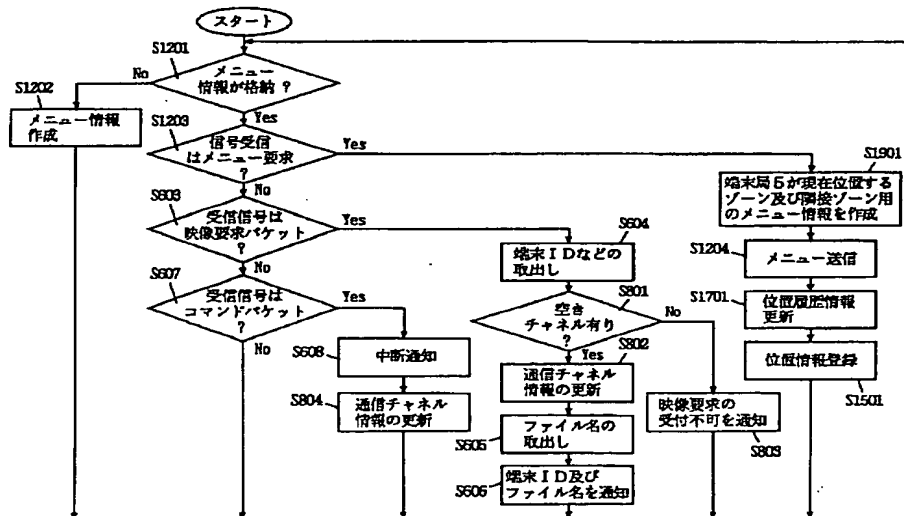 スタート
S1201
メニュー
情報が格納 ?
No
Yes
S1202
メニュー情報
作成
S1203
信号受信
はメニュー要求
?
Yes
No
S1901
端末局5が現在位置する
ゾーン及び隣接ゾーン用
のメニュー情報を作成
S603
受信信号は
映像要求パケット
?
Yes
No
S604
端末IDなどの
取出し
S1204
メニュー送信
S607
受信信号は
コマンドパケット
?
Yes
No
S801
空き
チャネル有り
?
No
Yes
S1701
位置履歴情報
更新
S608
中断通知
S802
通信チャネル
情報の更新
位置情報登録
S1501
S804
通信チャネル
情報の更新
映像要求の
受付不可を通知
S803
ファイル名の
取出し
S605
端末ID及び
ファイル名を通知
S606